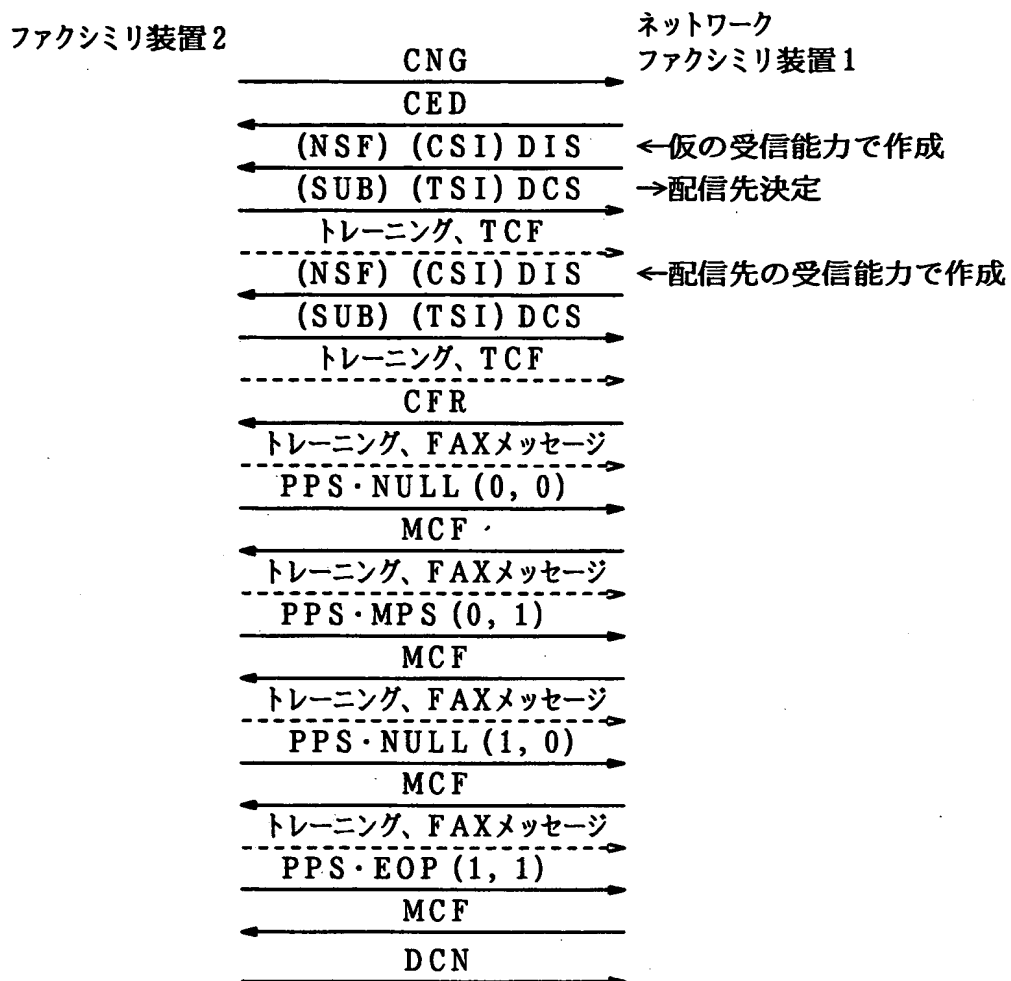 ファクシミリ装置2
ネットワーク
ファクシミリ装置1
CNG
CED
(NSF) (CSI) DIS ←仮の受信能力で作成
(SUB) (TSI) DCS →配信先決定
トレーニング、TCF
(NSF) (CSI) DIS ←配信先の受信能力で作成
(SUB) (TSI) DCS
トレーニング、TCF
CFR
トレーニング、FAXメッセージ
PPS・NULL (0, 0)
MCF
トレーニング、FAXメッセージ
PPS・MPS (0, 1)
MCF
トレーニング、FAXメッセージ
PPS・NULL (1, 0)
MCF
トレーニング、FAXメッセージ
PPS・EOP (1, 1)
MCF
DCN